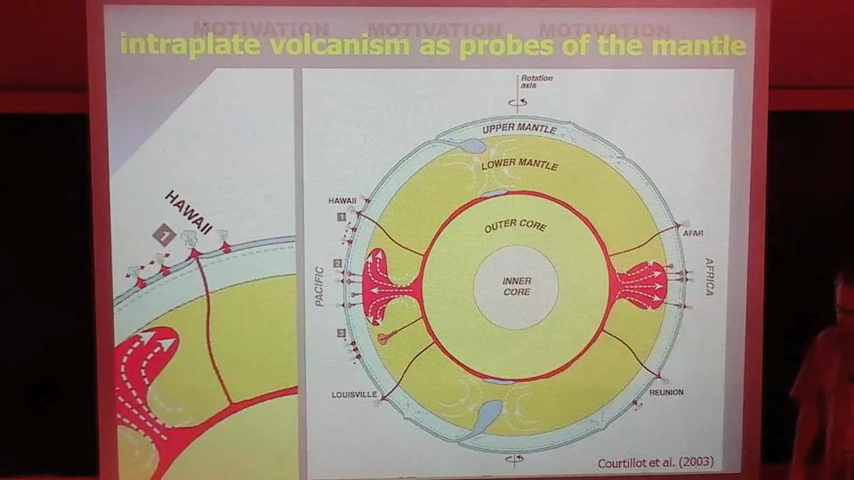 MOTIVATION MOTIVATION MOTIVATION
intraplate volcanism as probes of the mantle
HAWAII
1
Rotation
axis
UPPER MANTLE
LOWER MANTLE
HAWAII
1
OUTER CORE
AFAR
2
PACIFIC
INNER
CORE
AFRICA
3
LOUISVILLE
REUNION
Courtillot et al. (2003)